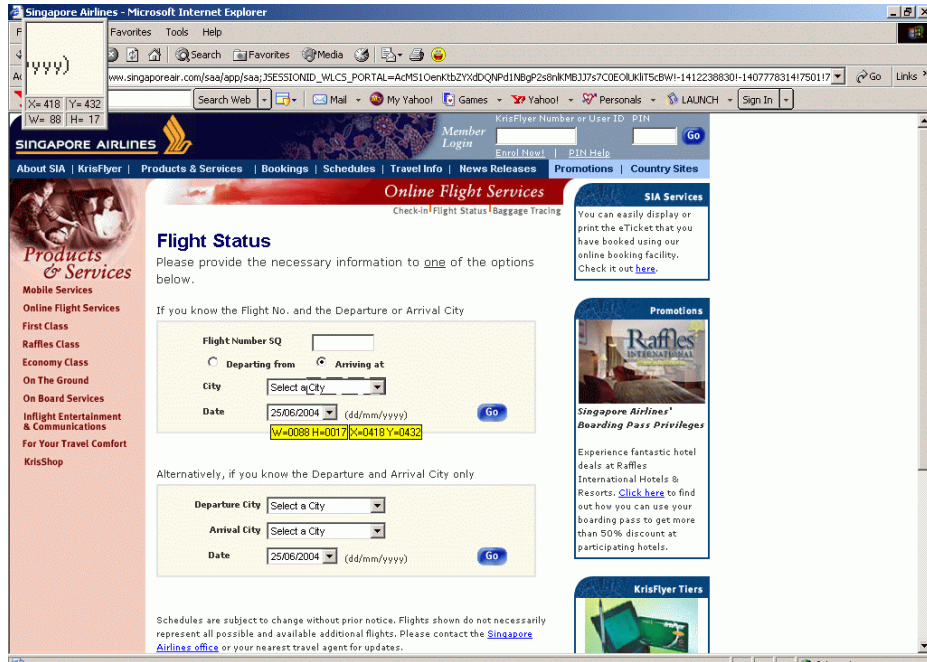 Singapore Airlines - Microsoft Internet Explorer
Favorites Tools Help
yyy)
Search Favorites Media
ww.singaporeair.com/saa/app/saa;JSESSIONID_WLCS_PORTAL=
Go Links
X= 418 Y= 432
W= 88 H= 17
Search Web Mail My Yahoo! Games Yahoo! Personals LAUNCH Sign In
SINGAPORE AIRLINES
Member Login
KrisFlyer Number or User ID PIN
Go
Enrol Now! | PIN Help
About SIA | KrisFlyer | Products & Services | Bookings | Schedules | Travel Info | News Releases Promotions | Country Sites
Online Flight Services
Check-in Flight Status Baggage Tracing
Products
& Services
Mobile Services
Online Flight Services
First Class
Raffles Class
Economy Class
On The Ground
On Board Services
Inflight Entertainment
& Communications
For Your Travel Comfort
KrisShop
Flight Status
Please provide the necessary information to one of the options
below.
If you know the Flight No. and the Departure or Arrival City
Flight Number SQ
Departing from Arriving at
City Select a City
Date 25/06/2004 (dd/mm/yyyy) Go
W=0088 H=0017 X=0418 Y=0432
Alternatively, if you know the Departure and Arrival City only
Departure City Select a City
Arrival City Select a City
Date 25/06/2004 (dd/mm/yyyy) Go
Schedules are subject to change without prior notice. Flights shown do not necessarily
represent all possible and available additional flights. Please contact the Singapore
Airlines office or your nearest travel agent for updates.
SIA Services
You can easily display or
print the eTicket that you
have booked using our
online booking facility.
Check it out here.
Promotions
Raffles
INTERNATIONAL
Singapore Airlines'
Boarding Pass Privileges
Experience fantastic hotel
deals at Raffles
International Hotels &
Resorts. Click here to find
out how you can use your
boarding pass to get more
than 50% discount at
participating hotels.
KrisFlyer Tiers